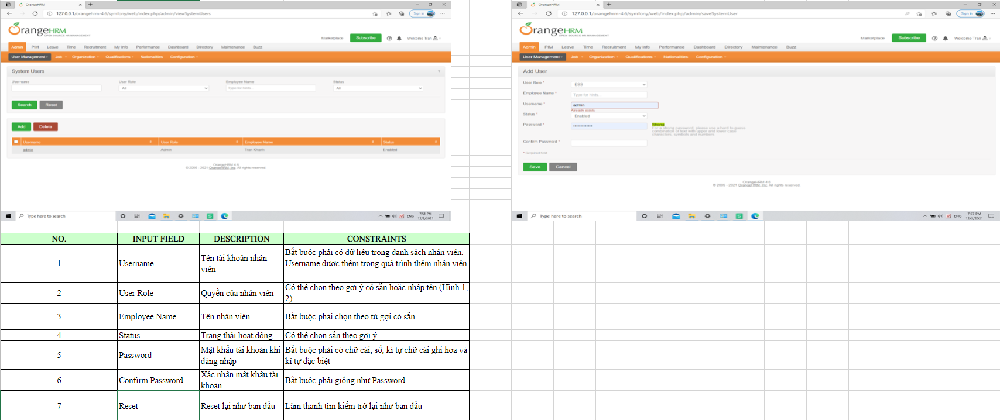 OrangeHRM
127.0.0.1/orangehrm-4.6/symfony/web/index.php/admin/viewSystemUsers
Sign in
OrangeHRM
OPEN SOURCE HR MANAGEMENT
Marketplace Subscribe Welcome Tran
Admin PIM Leave Time Recruitment My Info Performance Dashboard Directory Maintenance Buzz
User Management Job Organization Qualifications Nationalities Configuration
System Users
Username User Role Employee Name Status
All Type for hints... All
Search Reset
Add Delete
Username User Role Employee Name Status
admin Admin Tran Khanh Enabled
OrangeHRM 4.6
© 2005 - 2021 OrangeHRM, Inc. All rights reserved.
Type here to search
ENG 7:51 PM
12/3/2021
OrangeHRM
127.0.0.1/orangehrm-4.6/symfony/web/index.php/admin/saveSystemUser
Sign in
OrangeHRM
OPEN SOURCE HR MANAGEMENT
Marketplace Subscribe Welcome Tran
Admin PIM Leave Time Recruitment My Info Performance Dashboard Directory Maintenance Buzz
User Management Job Organization Qualifications Nationalities Configuration
Add User
User Role * ESS
Employee Name * Type for hints...
Username * admin
Already exists
Status * Enabled
Password * Strong
For a strong password, please use a hard to guess
combination of text with upper and lower case
characters, symbols and numbers
Confirm Password *
* Required field
Save Cancel
OrangeHRM 4.6
© 2005 - 2021 OrangeHRM, Inc. All rights reserved.
Type here to search
ENG 7:57 PM
12/3/2021
NO. INPUT FIELD DESCRIPTION CONSTRAINTS
1 Username Tên tài khoản nhân viên Bắt buộc phải có dữ liệu trong danh sách nhân viên. Username được thêm trong quá trình thêm nhân viên
2 User Role Quyền của nhân viên Có thể chọn theo gợi ý có sẵn hoặc nhập tên (Hình 1, 2)
3 Employee Name Tên nhân viên Bắt buộc phải chọn theo từ gợi có sẵn
4 Status Trạng thái hoạt động Có thể chọn sẵn theo gợi ý
5 Password Mật khẩu tài khoản khi đăng nhập Bắt buộc phải có chữ cái, số, kí tự chữ cái ghi hoa và kí tự đặc biệt
6 Confirm Password Xác nhận mật khẩu tài khoản Bắt buộc phải giống như Password
7 Reset Reset lại như ban đầu Làm thanh tìm kiếm trở lại như ban đầu